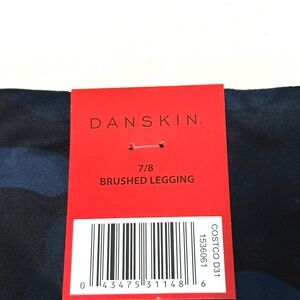 DANSKIN®
7/8
BRUSHED LEGGING
COSTCO D31
1536061
0 43475 31148 6